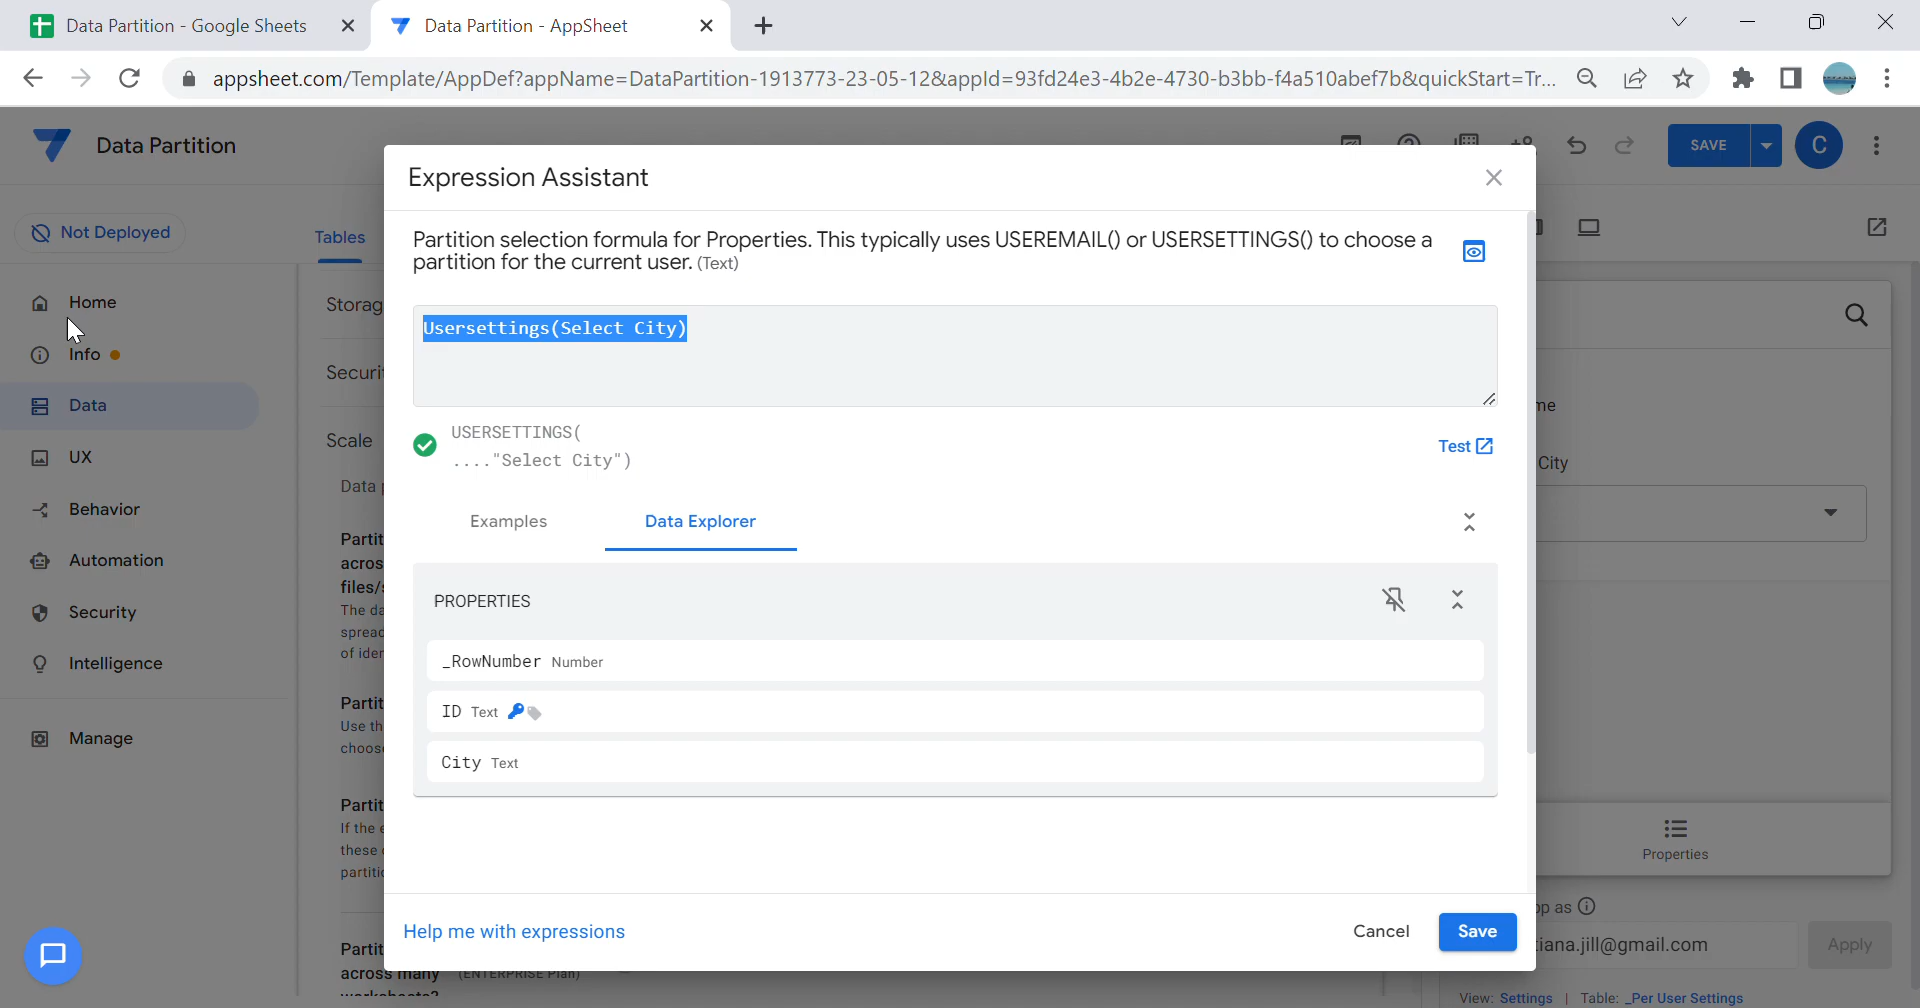 Data Partition - Google Sheets
Data Partition - AppSheet
appsheet.com/Template/AppDef?appName=DataPartition-1913773-23-05-12&appId=93fd24e3-4b2e-4730-b3bb-f4a510abef7b&quickStart=Tr...
Data Partition
SAVE
C
Not Deployed
Tables
Home
Info
Data
UX
Behavior
Automation
Security
Intelligence
Manage
Storag
Securit
Scale
Data p
Partit
acros
files/s
The da
spread
of iden
Partit
Use th
choos
Partit
If the e
these c
partitio
Partit
across many (ENTERPRISE Plan)
Expression Assistant
Partition selection formula for Properties. This typically uses USEREMAIL() or USERSETTINGS() to choose a
partition for the current user. (Text)
Usersettings(Select City)
USERSETTINGS(
...."Select City")
Test
Examples
Data Explorer
PROPERTIES
_RowNumber Number
ID Text
City Text
Help me with expressions
Cancel
Save
me
City
Properties
pp as
iana.jill@gmail.com
Apply
View: Settings | Table: _Per User Settings